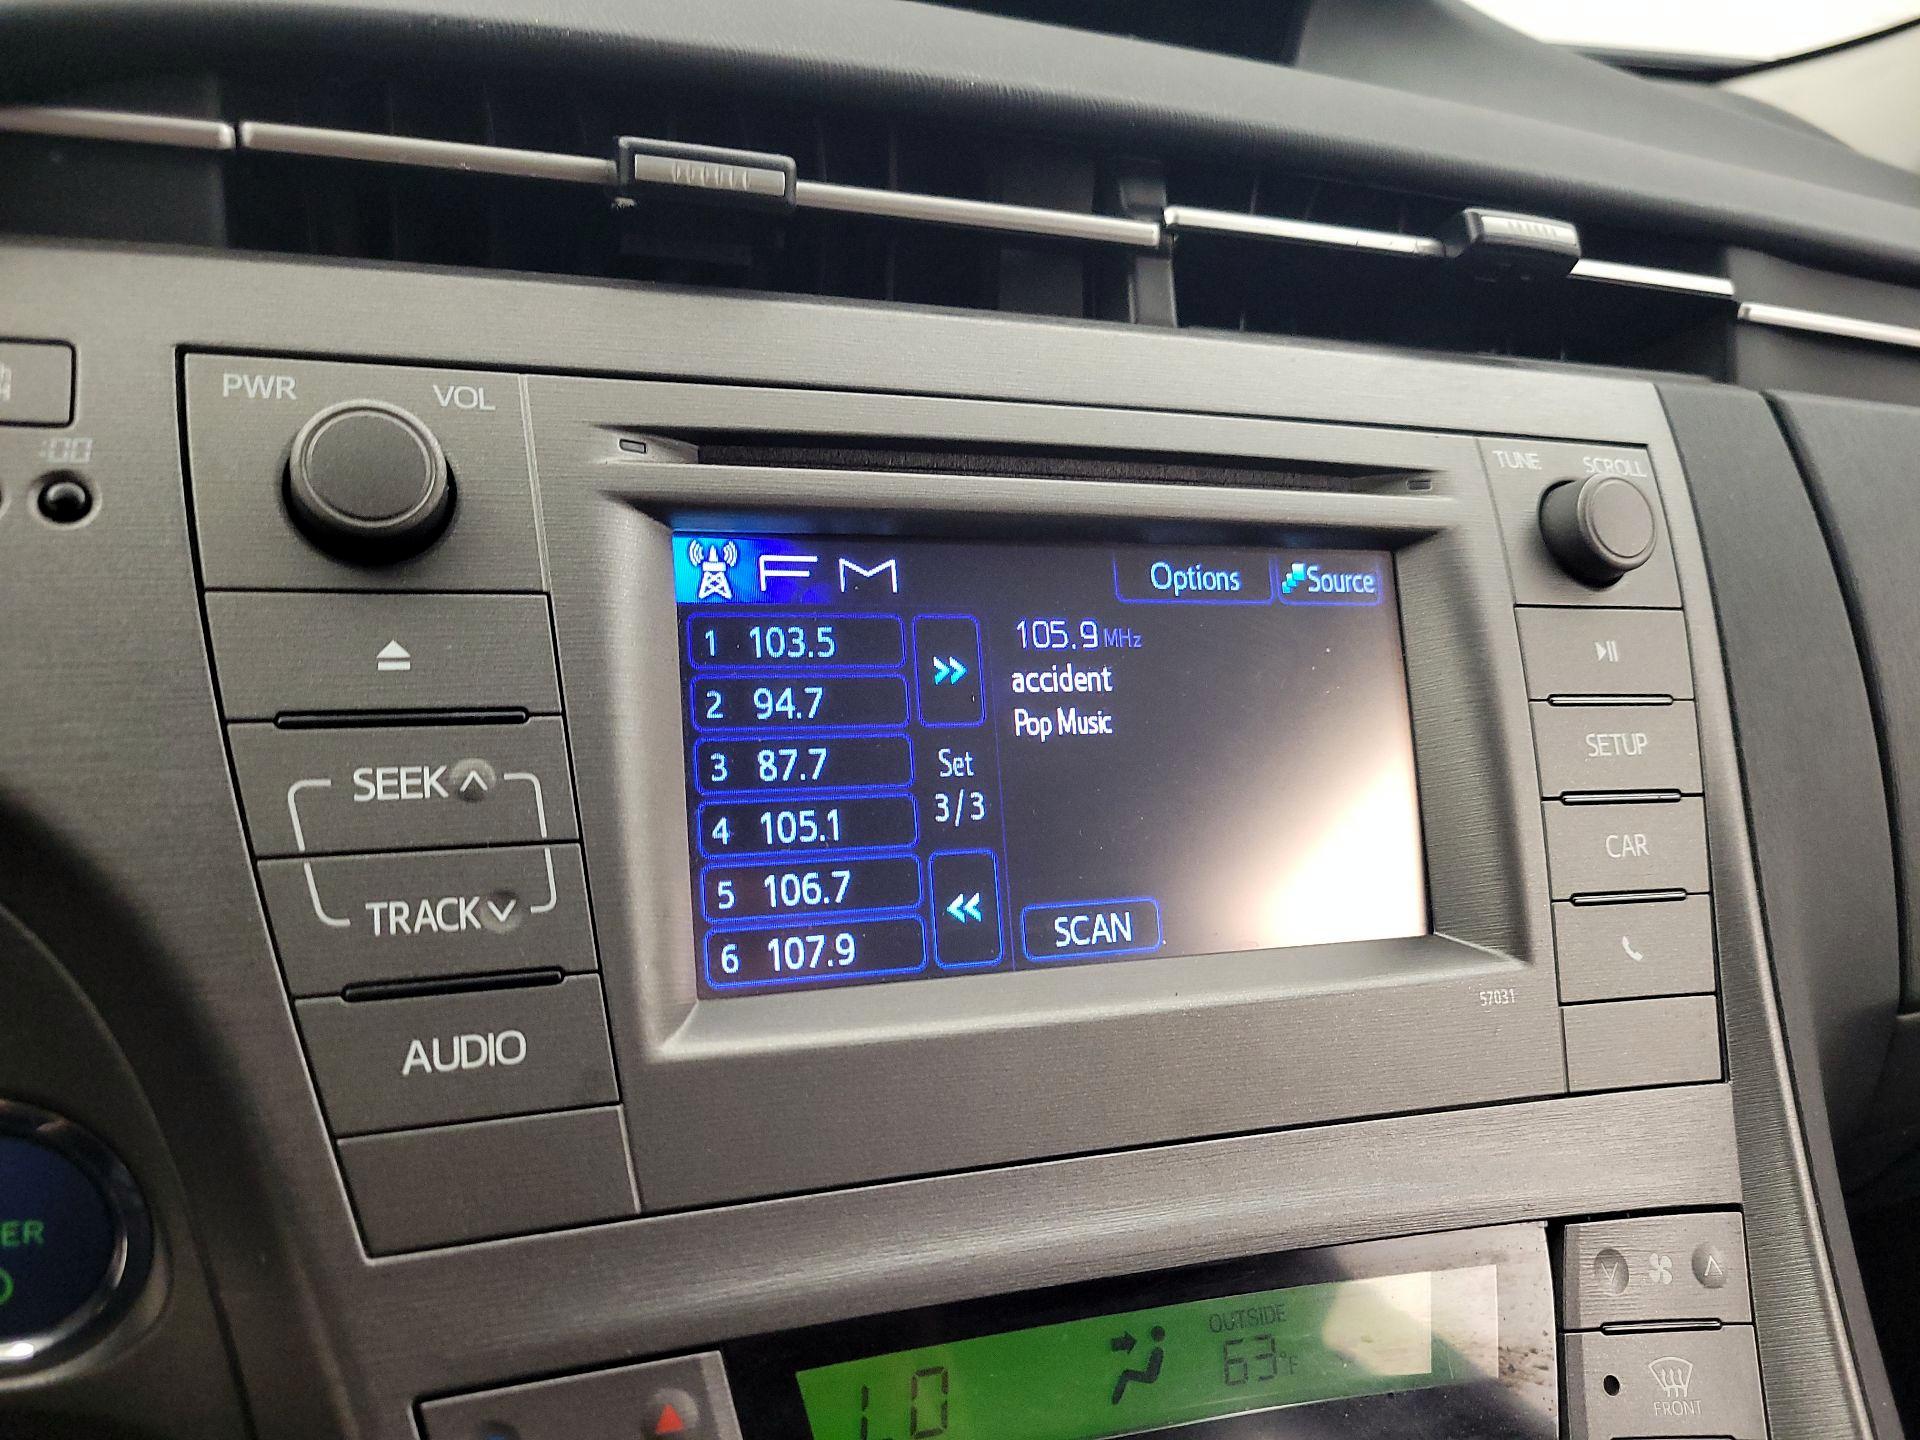 PWR VOL
:00
TUNE SCROLL
FM
Options
Source
1 103.5
2 94.7
3 87.7
4 105.1
5 106.7
6 107.9
Set
3/3
105.9 MHz
accident
Pop Music
SCAN
SEEK
TRACK
AUDIO
SETUP
CAR
57031
ER
OUTSIDE
63°F
FRONT